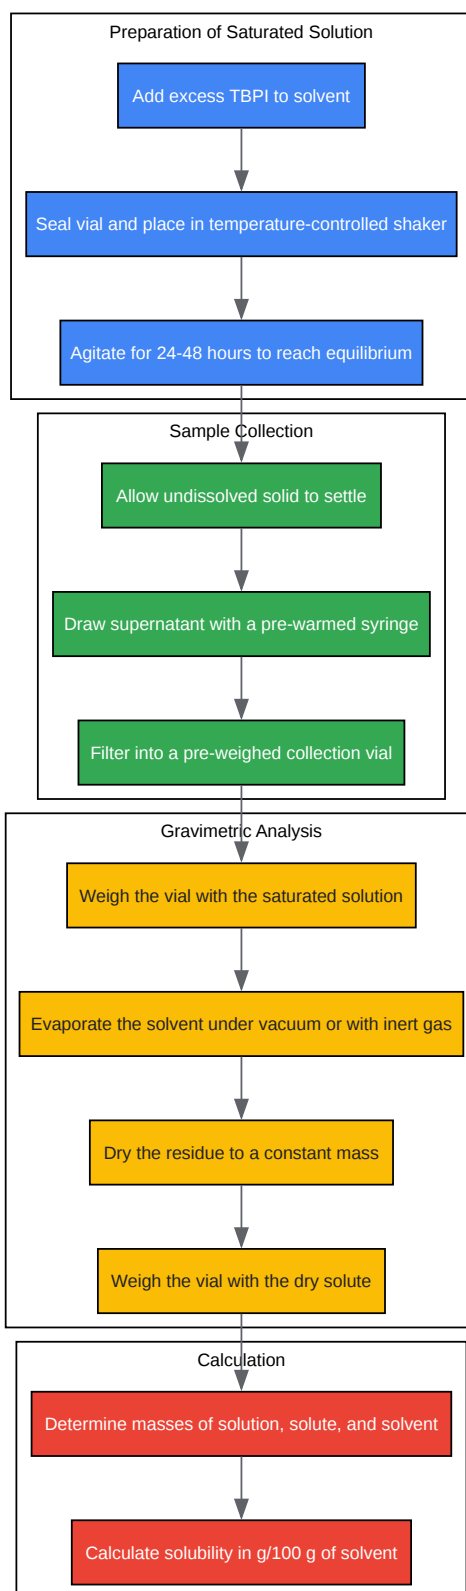 Preparation of Saturated Solution
Add excess TBPI to solvent
Seal vial and place in temperature-controlled shaker
Agitate for 24-48 hours to reach equilibrium
Sample Collection
Allow undissolved solid to settle
Draw supernatant with a pre-warmed syringe
Filter into a pre-weighed collection vial
Gravimetric Analysis
Weigh the vial with the saturated solution
Evaporate the solvent under vacuum or with inert gas
Dry the residue to a constant mass
Weigh the vial with the dry solute
Calculation
Determine masses of solution, solute, and solvent
Calculate solubility in g/100 g of solvent